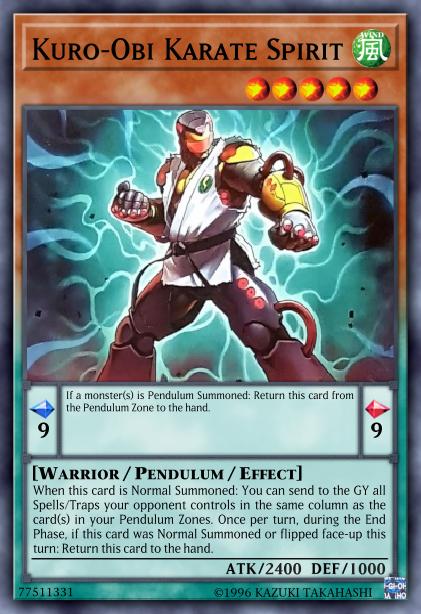 KURO-OBI KARATE SPIRIT
WIND
風
If a monster(s) is Pendulum Summoned: Return this card from
the Pendulum Zone to the hand.
9
9
[WARRIOR / PENDULUM / EFFECT]
When this card is Normal Summoned: You can send to the GY all
Spells/Traps your opponent controls in the same column as the
card(s) in your Pendulum Zones. Once per turn, during the End
Phase, if this card was Normal Summoned or flipped face-up this
turn: Return this card to the hand.
ATK/2400 DEF/1000
77511331
©1996 KAZUKI TAKAHASHI